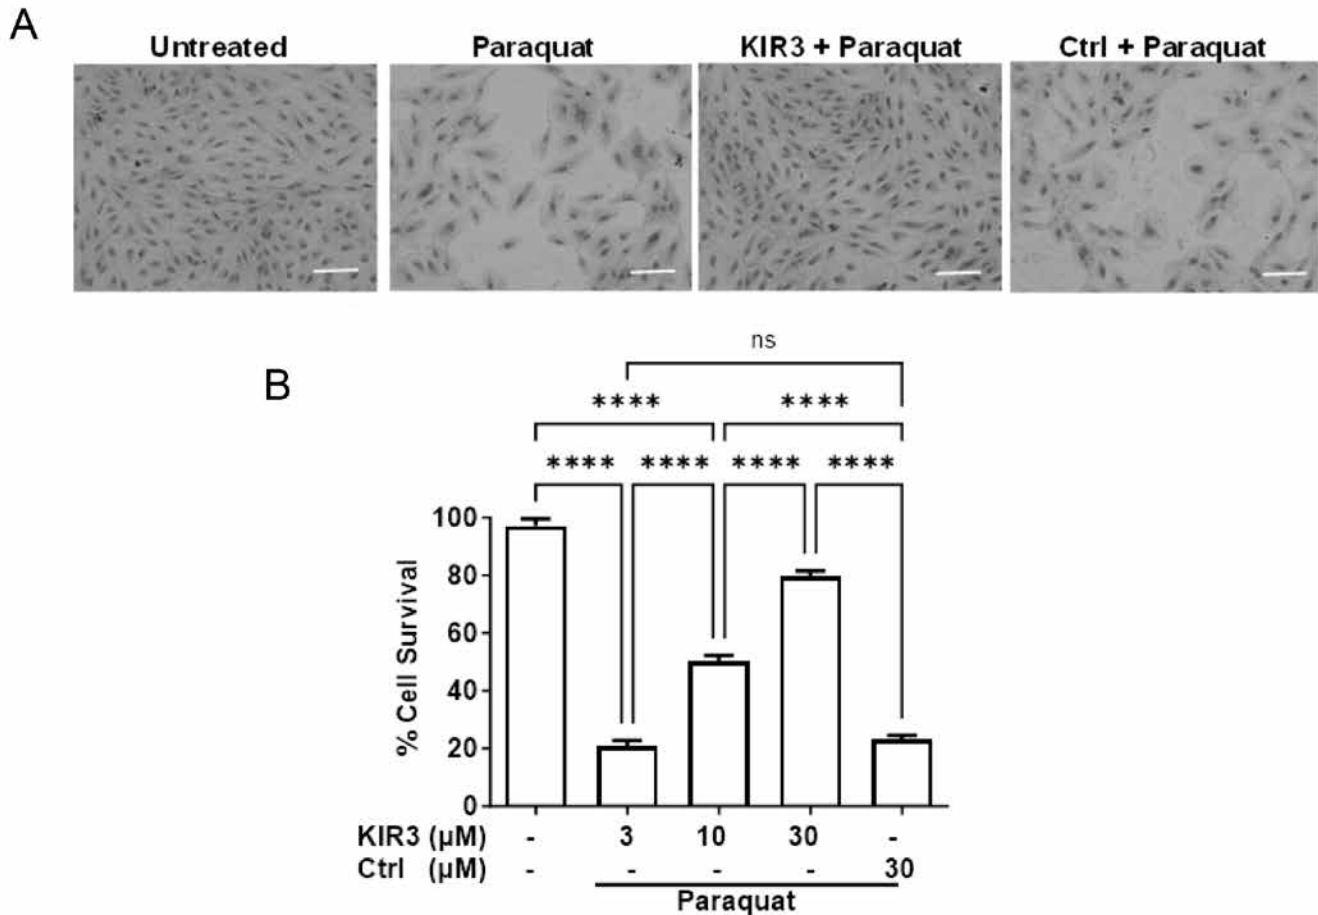 A
Untreated
Paraquat
KIR3 + Paraquat
Ctrl + Paraquat
B
ns
**** ****
**** **** **** ****
% Cell Survival
100
80
60
40
20
0
KIR3 (µM) - 3 10 30 -
Ctrl (µM) - - - - 30
Paraquat